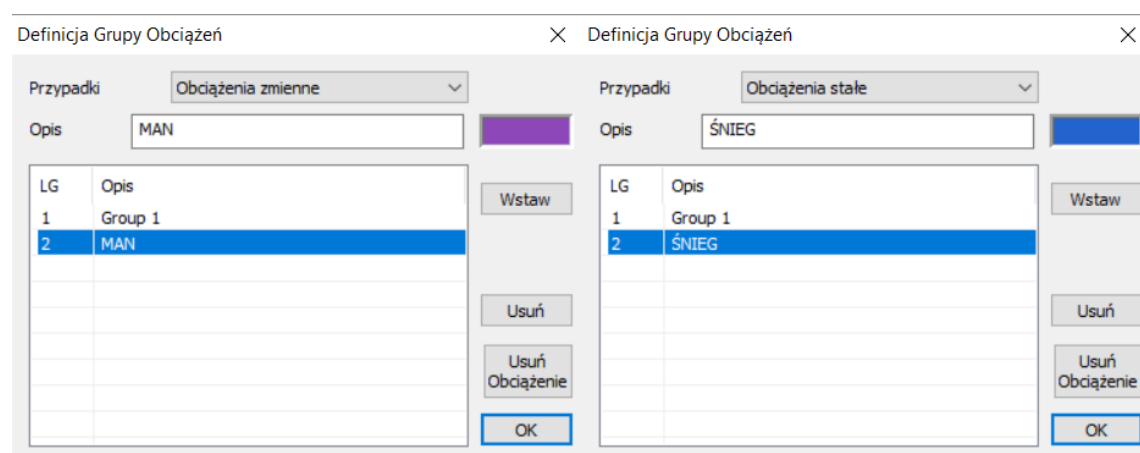 Definicja Grupy Obciążeń
Przypadki Obciążenia zmienne
Opis MAN
LG Opis
1 Group 1
2 MAN
Wstaw
Usuń
Usuń
Obciążenie
OK
Definicja Grupy Obciążeń
Przypadki Obciążenia stałe
Opis ŚNIEG
LG Opis
1 Group 1
2 ŚNIEG
Wstaw
Usuń
Usuń
Obciążenie
OK